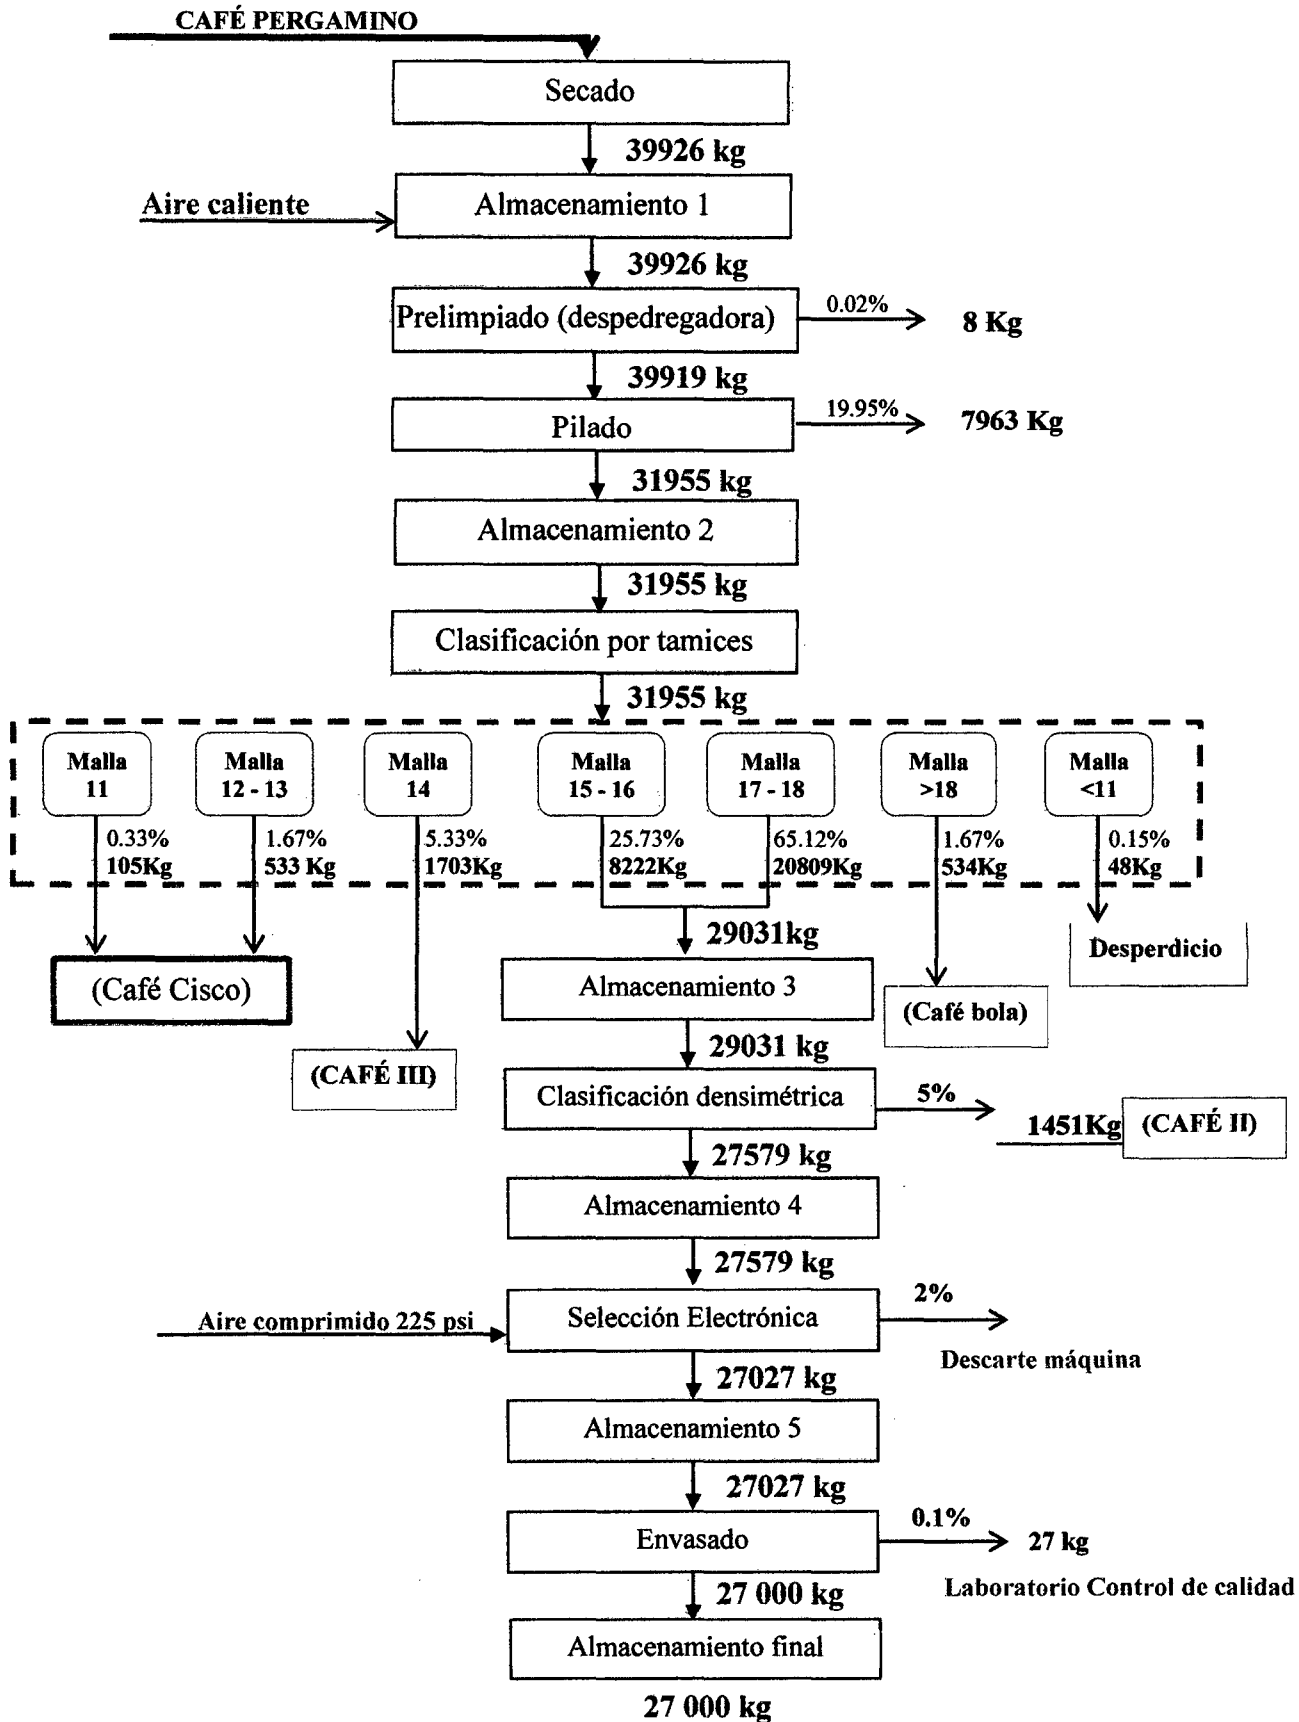 CAFÉ PERGAMINO
Secado
39926 kg
Aire caliente
Almacenamiento 1
39926 kg
Prelimpiado (despedregadora)
0.02%
8 Kg
39919 kg
Pilado
19.95%
7963 Kg
31955 kg
Almacenamiento 2
31955 kg
Clasificación por tamices
31955 kg
Malla
11
Malla
12 - 13
Malla
14
Malla
15 - 16
Malla
17 - 18
Malla
>18
Malla
<11
0.33%
105Kg
1.67%
533 Kg
5.33%
1703Kg
25.73%
8222Kg
65.12%
20809Kg
1.67%
534Kg
0.15%
48Kg
29031kg
Desperdicio
(Café Cisco)
Almacenamiento 3
(Café bola)
29031 kg
(CAFÉ III)
Clasificación densimétrica
5%
1451Kg
(CAFÉ II)
27579 kg
Almacenamiento 4
27579 kg
Aire comprimido 225 psi
Selección Electrónica
2%
Descarte máquina
27027 kg
Almacenamiento 5
27027 kg
Envasado
0.1%
27 kg
Laboratorio Control de calidad
27 000 kg
Almacenamiento final
27 000 kg